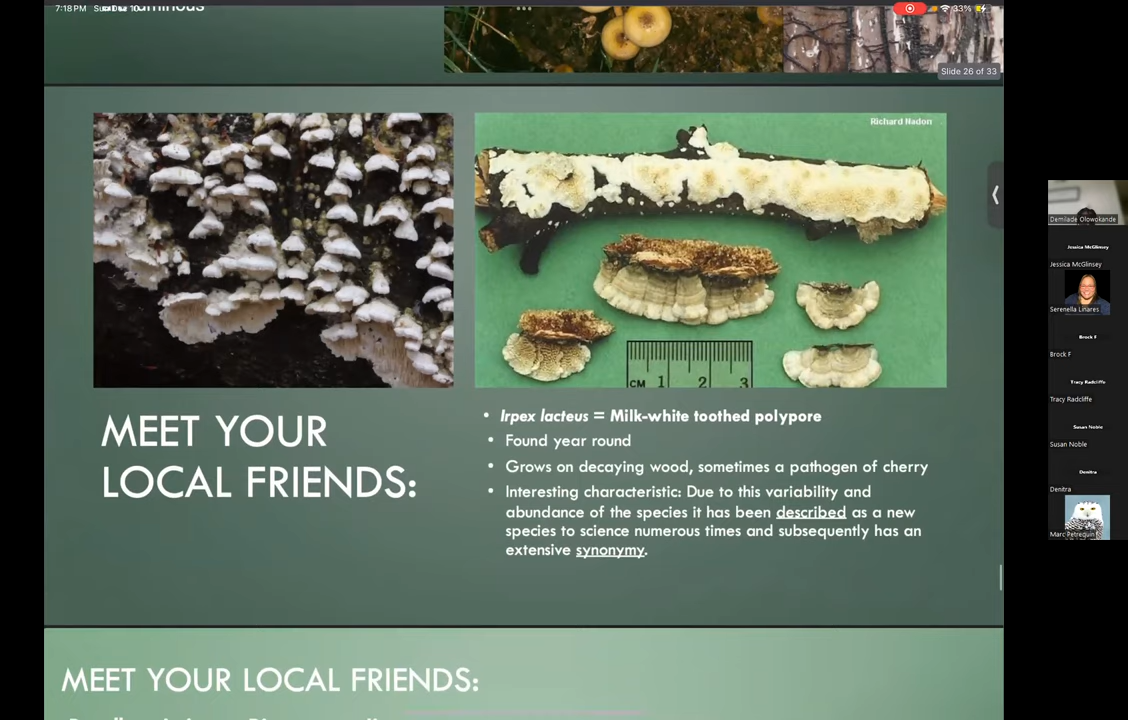 7:18 PM
33%
Slide 26 of 33
Richard Nadon
CM 1 2 3
MEET YOUR
LOCAL FRIENDS:
• Irpex lacteus = Milk-white toothed polypore
• Found year round
• Grows on decaying wood, sometimes a pathogen of cherry
• Interesting characteristic: Due to this variability and
abundance of the species it has been described as a new
species to science numerous times and subsequently has an
extensive synonymy.
MEET YOUR LOCAL FRIENDS:
Demilade Olowokande
Jessica McGlinsey
Jessica McGlinsey
Serenella Linares
Brock F
Brock F
Tracy Radcliffe
Tracy Radcliffe
Susan Noble
Susan Noble
Denitra
Denitra
Marc Petrequin